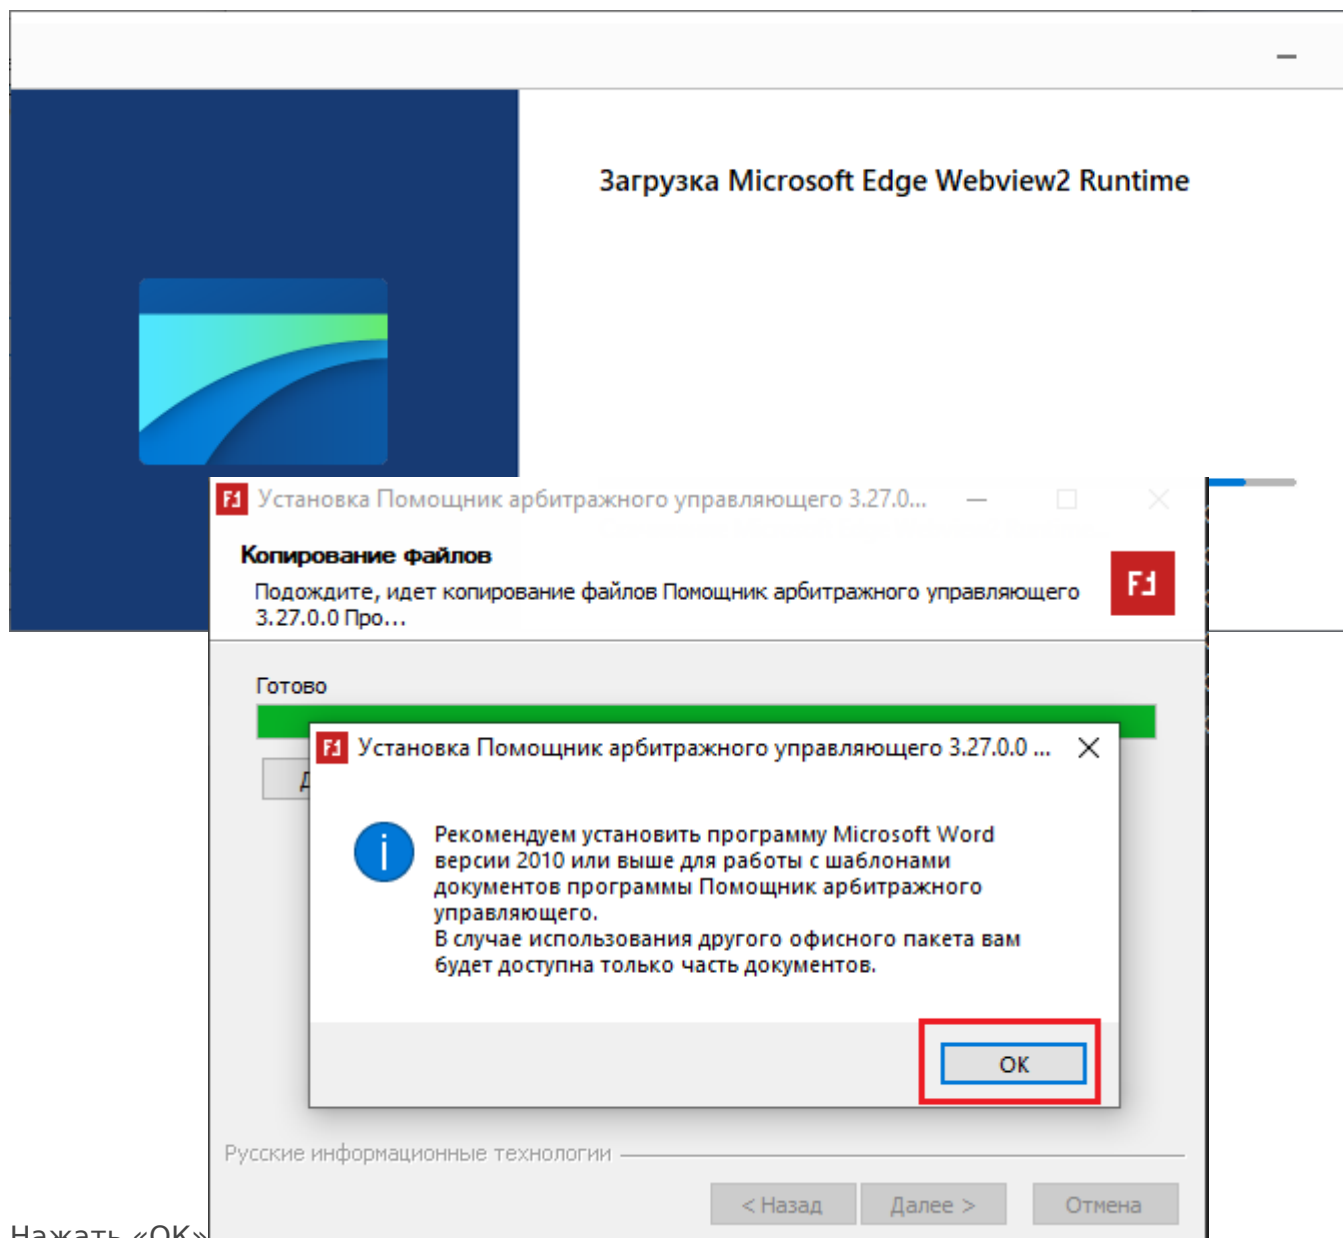 Загрузка Microsoft Edge Webview2 Runtime
Установка Помощник арбитражного управляющего 3.27.0...
Копирование файлов
Подождите, идет копирование файлов Помощник арбитражного управляющего
3.27.0.0 Про...
Готово
Установка Помощник арбитражного управляющего 3.27.0.0 ...
Рекомендуем установить программу Microsoft Word
версии 2010 или выше для работы с шаблонами
документов программы Помощник арбитражного
управляющего.
В случае использования другого офисного пакета вам
будет доступна только часть документов.
OK
Русские информационные технологии
< Назад
Далее >
Отмена
Нажать «ОК»